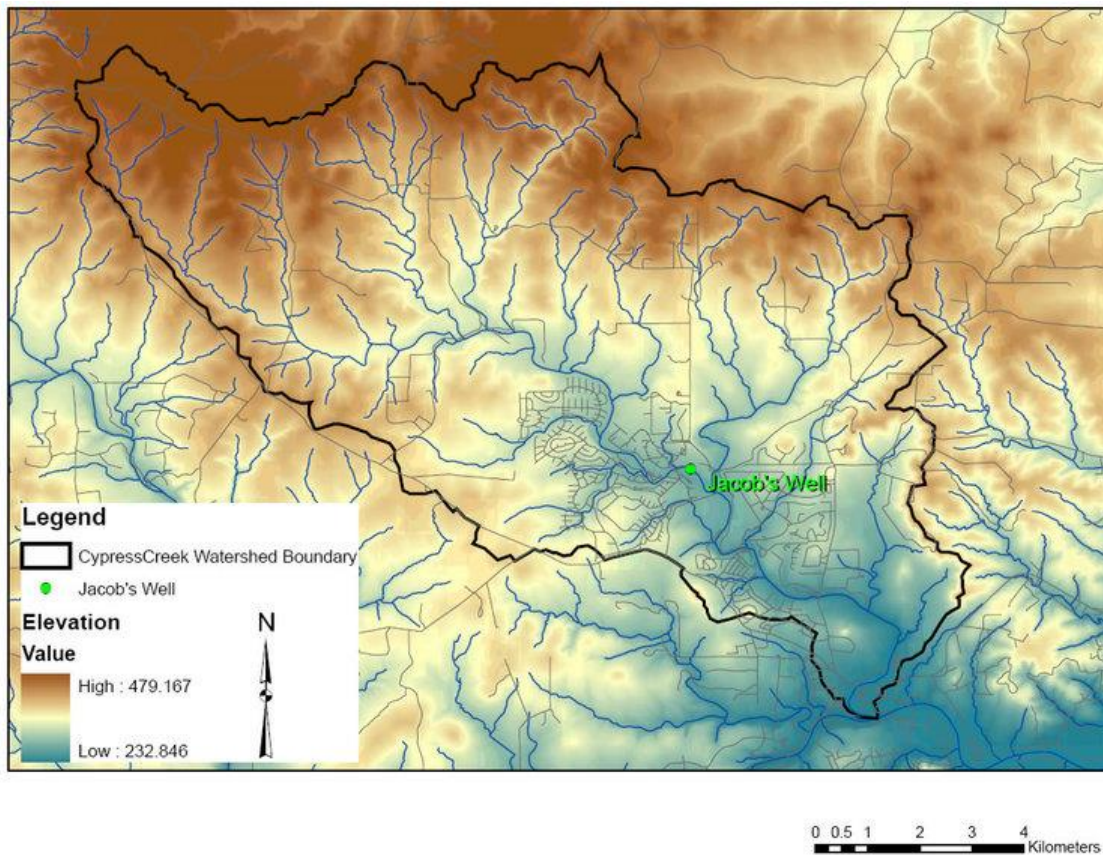 Jacob's Well
Legend
CypressCreek Watershed Boundary
Jacob's Well
Elevation
Value
High : 479.167
Low : 232.846
N
0 0.5 1 2 3 4
Kilometers